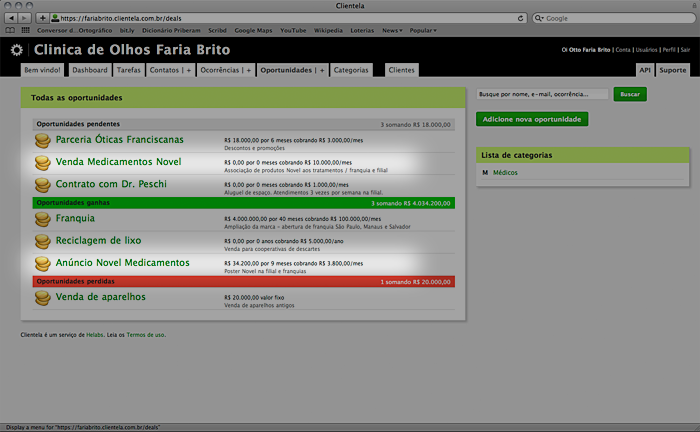 Clientela
https://fariabrito.clientela.com.br/deals
Google
Conversor d... Ortográfico bit.ly Dicionário Priberam Scribd Google Maps YouTube Wikipedia Loterias News Popular
Clinica de Olhos Faria Brito
Oi Otto Faria Brito | Conta | Usuários | Perfil | Sair
Bem vindo! Dashboard Tarefas Contatos | + Ocorrências | + Oportunidades | + Categorias Clientes API Suporte
Todas as oportunidades
Busque por nome, e-mail, ocorrência... Buscar
Adicione nova oportunidade
Lista de categorias
M Médicos
Oportunidades pendentes 3 somando R$ 18.000,00
Parceria Óticas Franciscanas R$ 18.000,00 por 6 meses cobrando R$ 3.000,00/mes
Descontos e promoções
Venda Medicamentos Novel R$ 0,00 por 0 meses cobrando R$ 10.000,00/mes
Associação de produtos Novel aos tratamentos / franquia e filial
Contrato com Dr. Peschi R$ 0,00 por 0 meses cobrando R$ 1.000,00/mes
Aluguel de espaço. Atendimentos 3 vezes por semana na filial.
Oportunidades ganhas 3 somando R$ 4.034.200,00
Franquia R$ 4.000.000,00 por 40 meses cobrando R$ 100.000,00/mes
Ampliação da marca - abertura de franquia São Paulo, Manaus e Salvador
Reciclagem de lixo R$ 0,00 por 0 anos cobrando R$ 5.000,00/ano
Venda para cooperativas de descartes
Anúncio Novel Medicamentos R$ 34.200,00 por 9 meses cobrando R$ 3.800,00/mes
Poster Novel na filial e franquias
Oportunidades perdidas 1 somando R$ 20.000,00
Venda de aparelhos R$ 20.000,00 valor fixo
Venda de aparelhos antigos
Clientela é um serviço de Helabs. Leia os Termos de uso.
Display a menu for "https://fariabrito.clientela.com.br/deals"